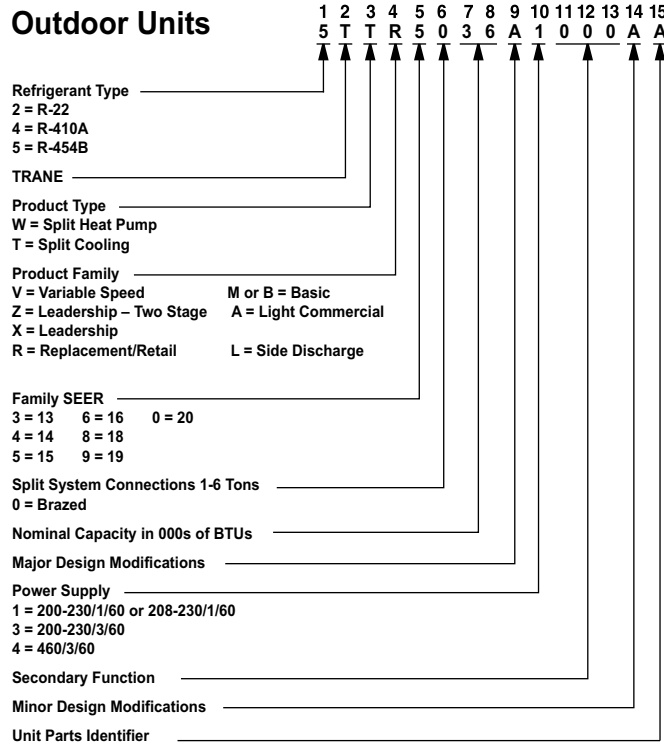 Outdoor Units
1 2 3 4 5 6 7 8 9 10 11 12 13 14 15
5 T T R 5 0 3 6 A 1 0 0 0 A A
Refrigerant Type
2 = R-22
4 = R-410A
5 = R-454B
TRANE
Product Type
W = Split Heat Pump
T = Split Cooling
Product Family
V = Variable Speed M or B = Basic
Z = Leadership – Two Stage A = Light Commercial
X = Leadership
R = Replacement/Retail L = Side Discharge
Family SEER
3 = 13 6 = 16 0 = 20
4 = 14 8 = 18
5 = 15 9 = 19
Split System Connections 1-6 Tons
0 = Brazed
Nominal Capacity in 000s of BTUs
Major Design Modifications
Power Supply
1 = 200-230/1/60 or 208-230/1/60
3 = 200-230/3/60
4 = 460/3/60
Secondary Function
Minor Design Modifications
Unit Parts Identifier